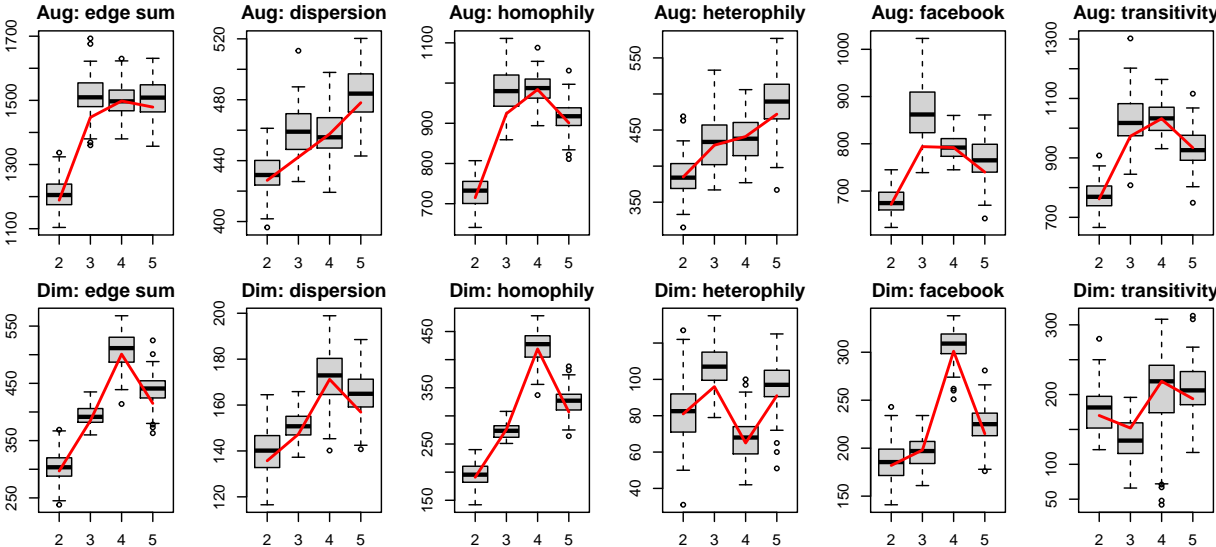 Aug: edge sum
1100 1300 1500 1700
2 3 4 5
Aug: dispersion
400 440 480 520
2 3 4 5
Aug: homophily
700 900 1100
2 3 4 5
Aug: heterophily
350 450 550
2 3 4 5
Aug: facebook
700 800 900 1000
2 3 4 5
Aug: transitivity
700 900 1100 1300
2 3 4 5
Dim: edge sum
250 350 450 550
2 3 4 5
Dim: dispersion
120 140 160 180 200
2 3 4 5
Dim: homophily
150 250 350 450
2 3 4 5
Dim: heterophily
40 60 80 100
2 3 4 5
Dim: facebook
150 200 250 300
2 3 4 5
Dim: transitivity
50 100 200 300
2 3 4 5